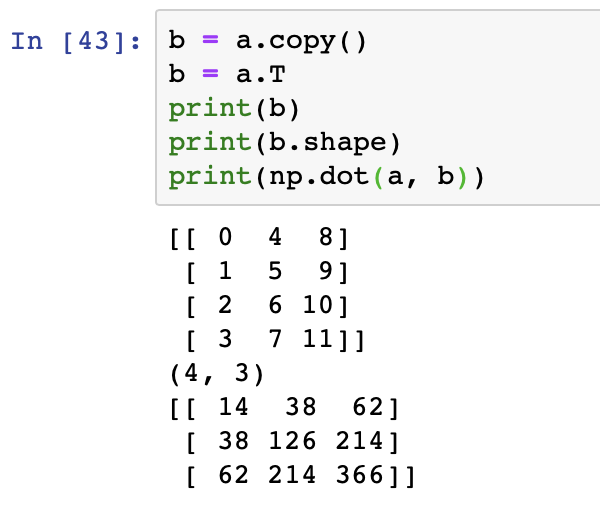 In [43]: b = a.copy()
b = a.T
print(b)
print(b.shape)
print(np.dot(a, b))
[[ 0  4  8]
 [ 1  5  9]
 [ 2  6 10]
 [ 3  7 11]]
(4, 3)
[[ 14  38  62]
 [ 38 126 214]
 [ 62 214 366]]